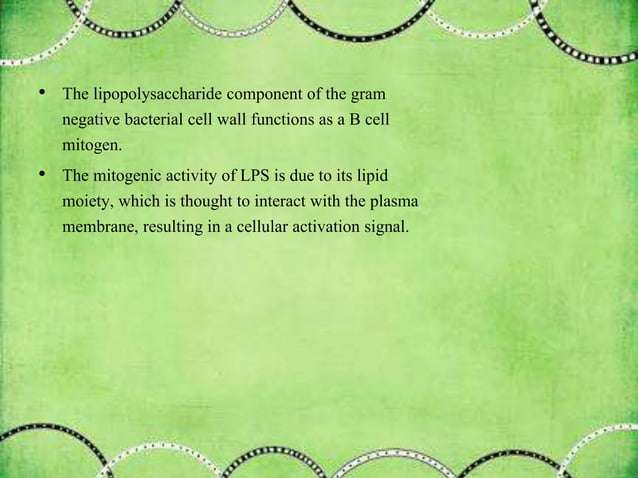 • The lipopolysaccharide component of the gram
negative bacterial cell wall functions as a B cell
mitogen.
• The mitogenic activity of LPS is due to its lipid
moiety, which is thought to interact with the plasma
membrane, resulting in a cellular activation signal.